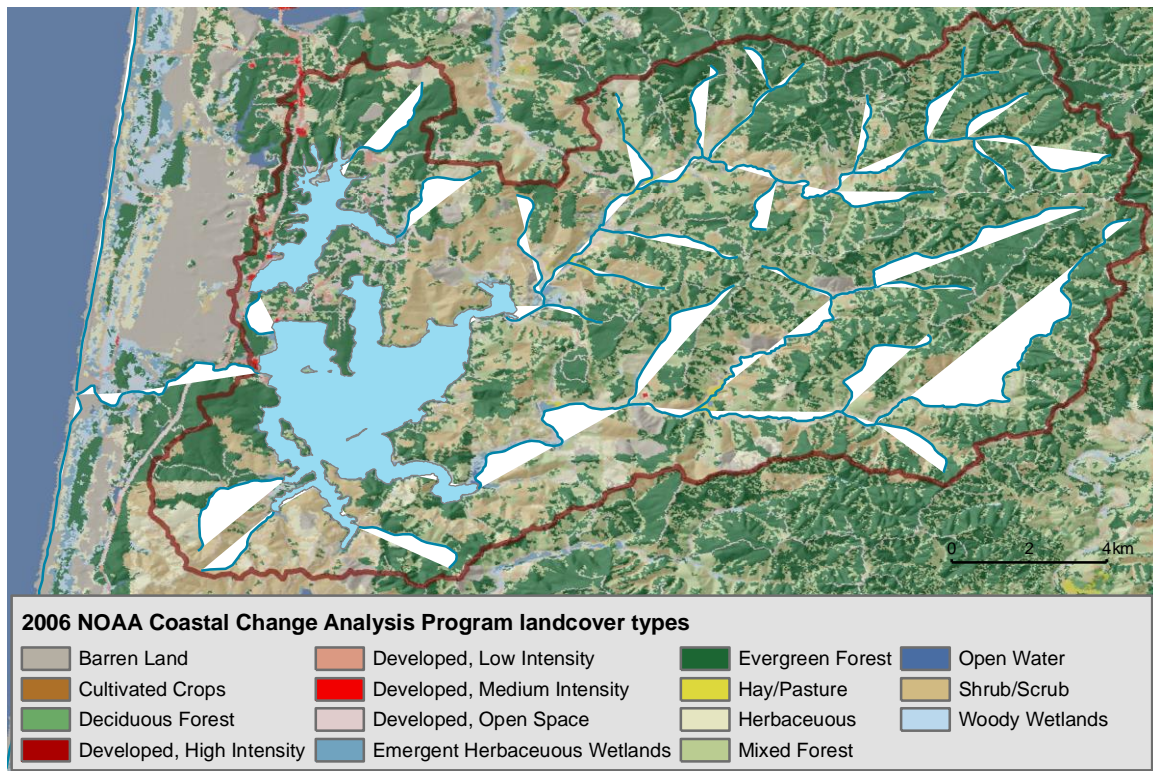 0 2 4km
2006 NOAA Coastal Change Analysis Program landcover types
Barren Land
Cultivated Crops
Deciduous Forest
Developed, High Intensity
Developed, Low Intensity
Developed, Medium Intensity
Developed, Open Space
Emergent Herbaceuous Wetlands
Evergreen Forest
Hay/Pasture
Herbaceuous
Mixed Forest
Open Water
Shrub/Scrub
Woody Wetlands